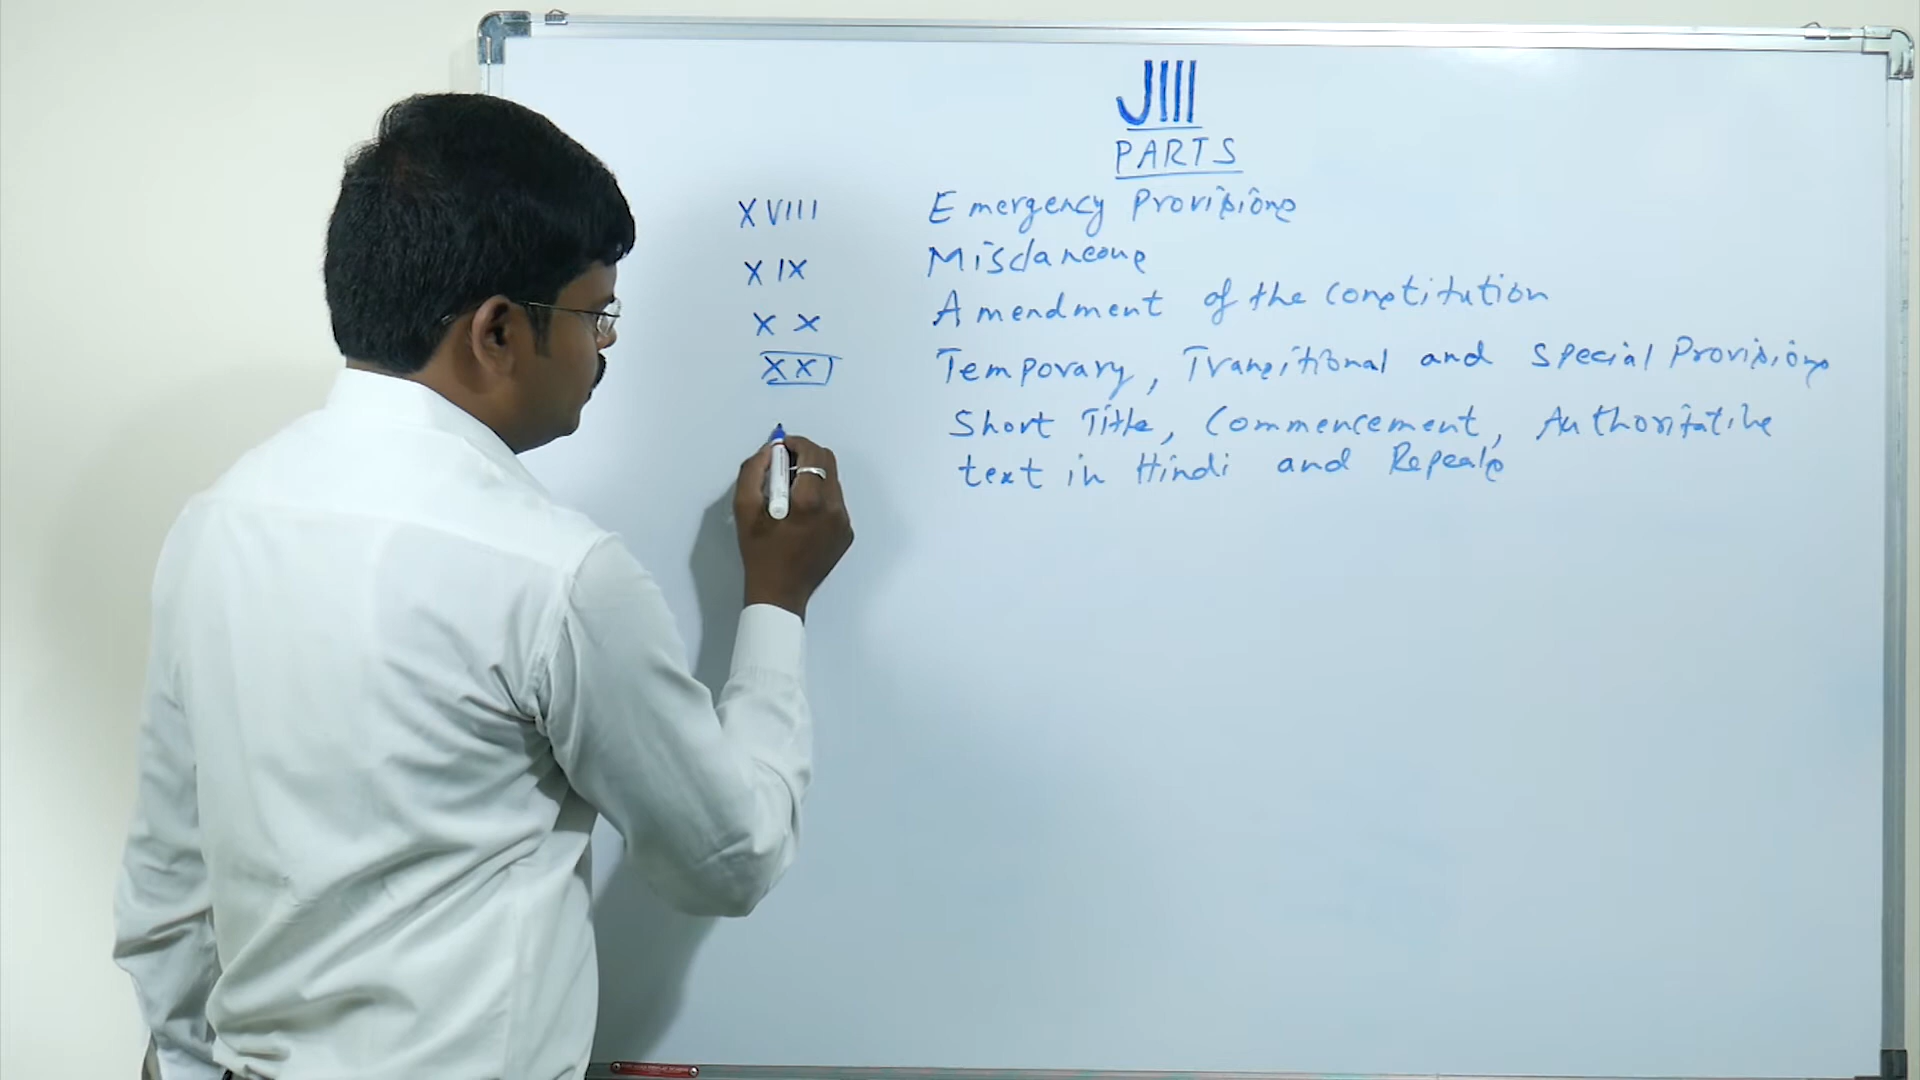 JIII
PARTS
XVIII Emergency Provisions
XIX Misclaneous
XX Amendment of the constitution
XXI Temporary, Transitional and Special Provisions
Short Title, Commencement, Authoritative
text in Hindi and Repeals